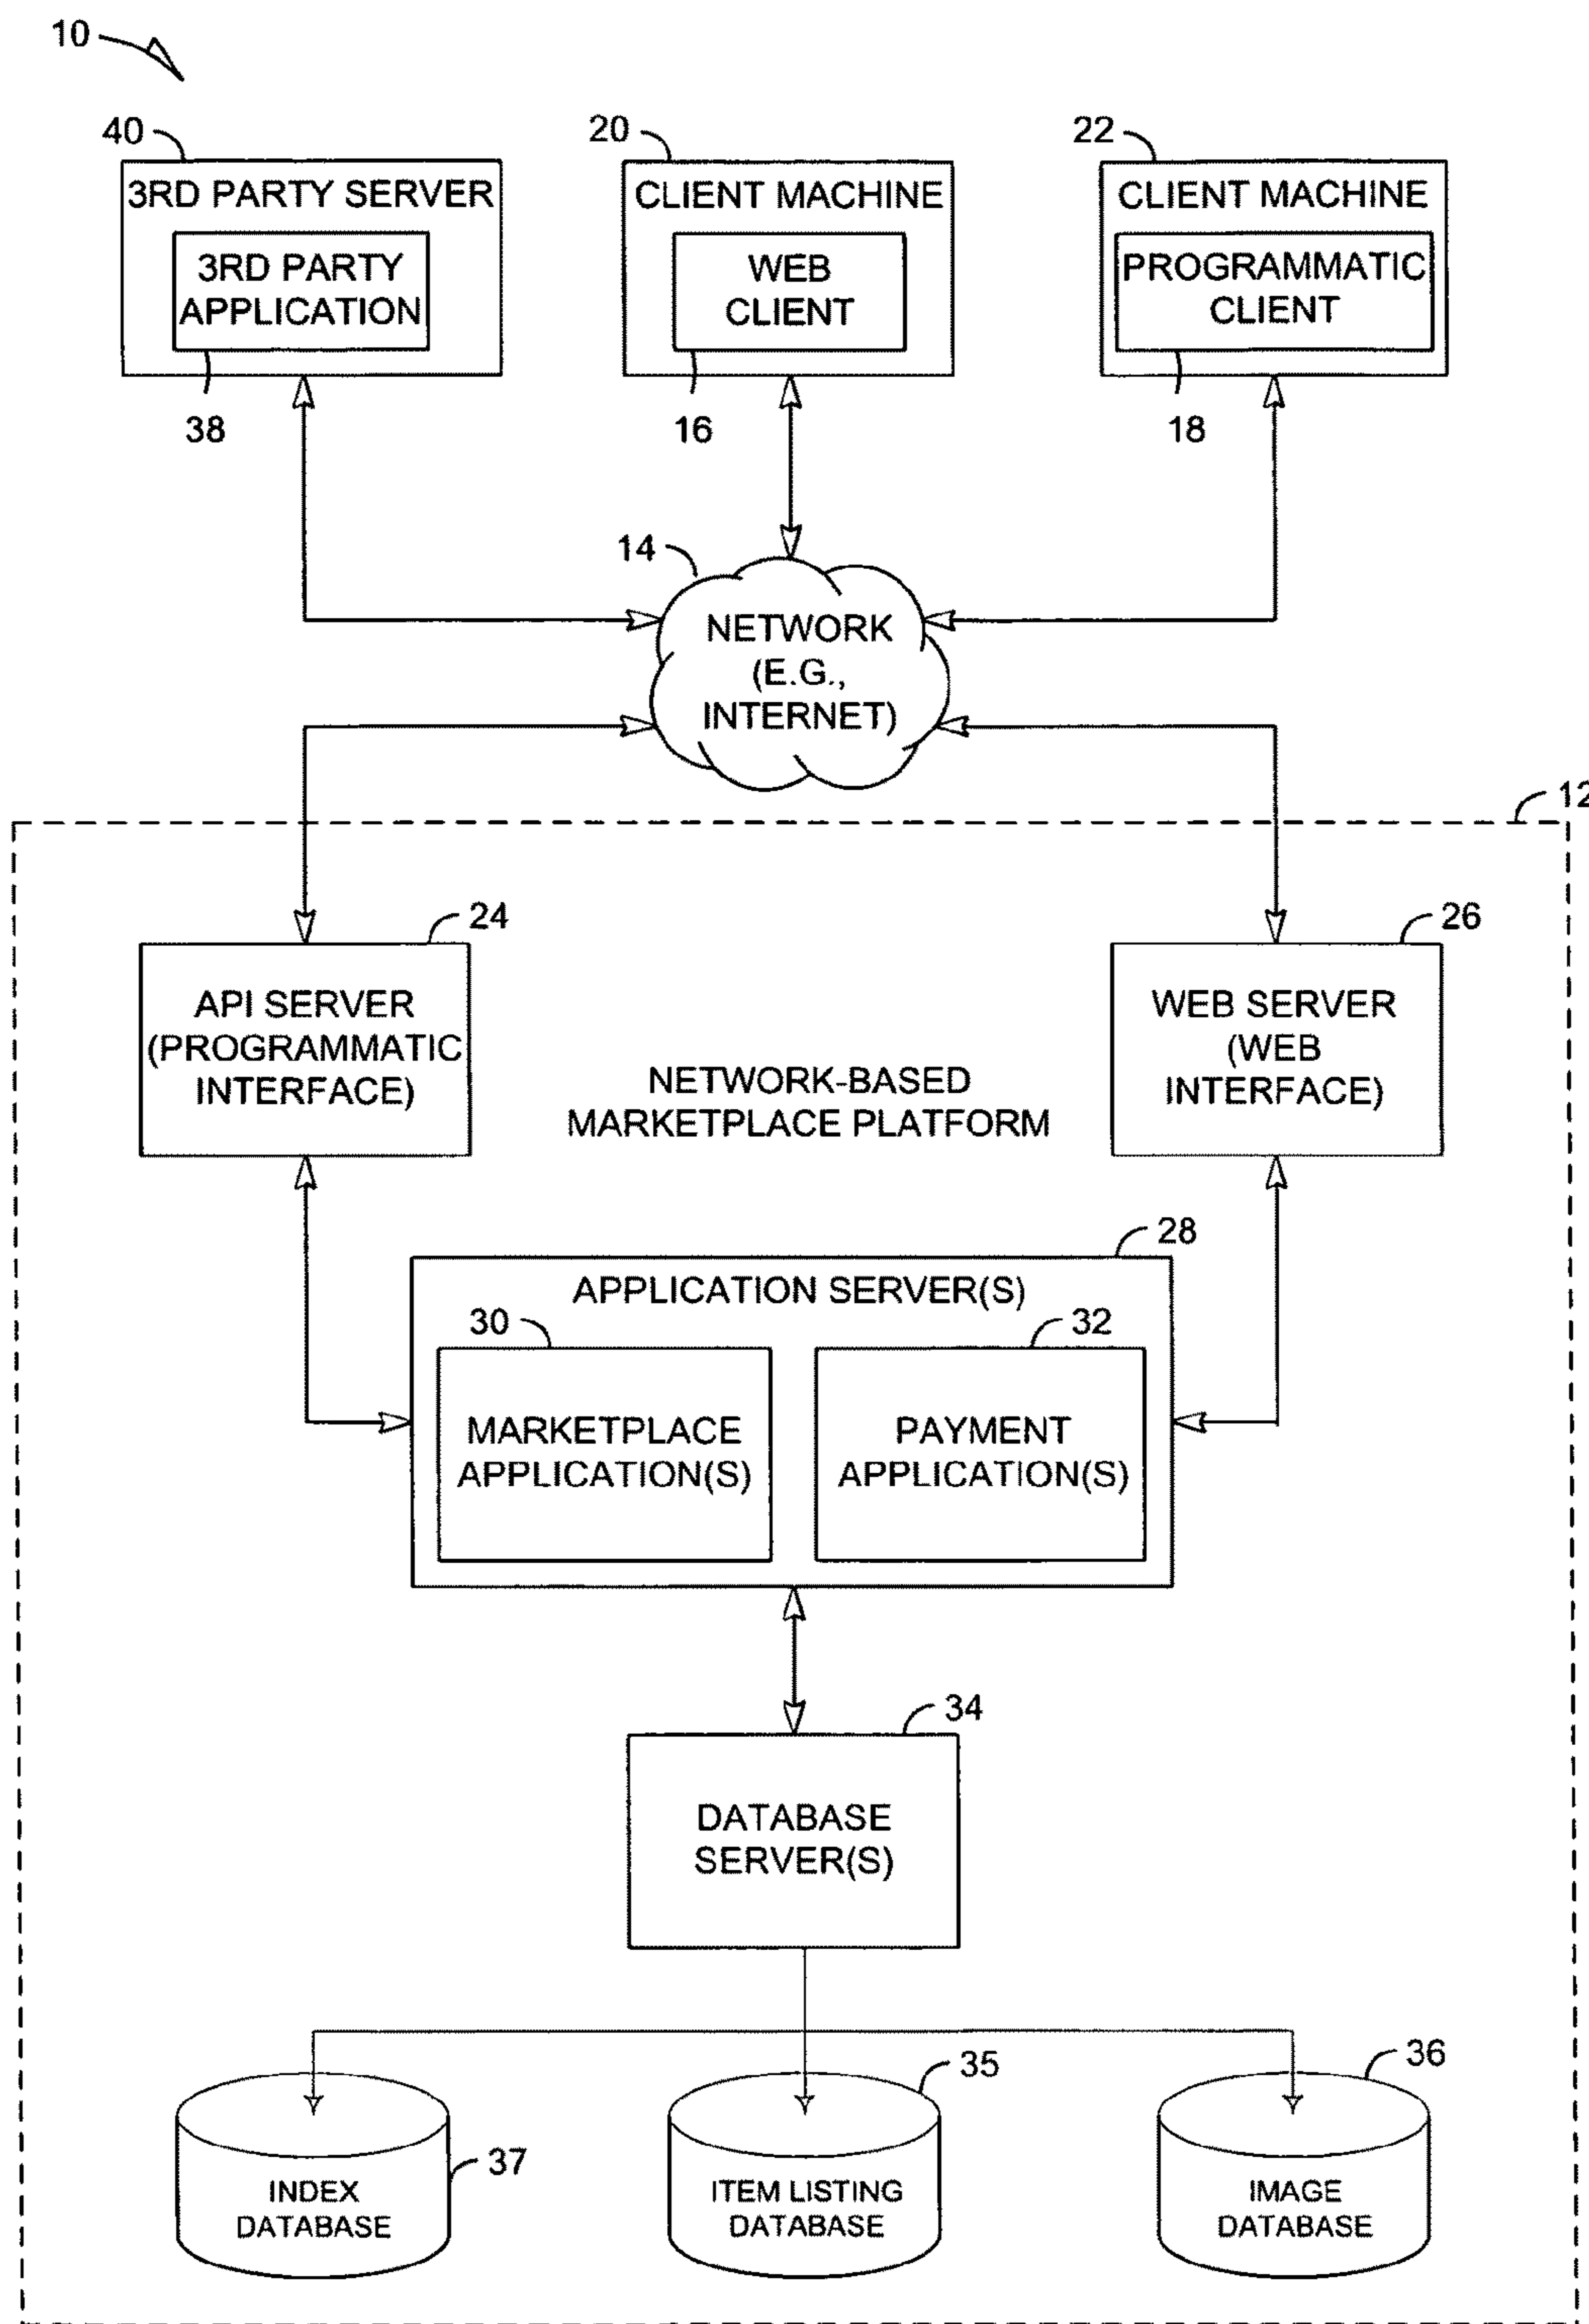 10
40
20
22
3RD PARTY SERVER
3RD PARTY
APPLICATION
CLIENT MACHINE
WEB
CLIENT
CLIENT MACHINE
PROGRAMMATIC
CLIENT
38
16
18
14
NETWORK
(E.G.,
INTERNET)
12
24
26
API SERVER
(PROGRAMMATIC
INTERFACE)
WEB SERVER
(WEB
INTERFACE)
NETWORK-BASED
MARKETPLACE PLATFORM
28
APPLICATION SERVER(S)
30
32
MARKETPLACE
APPLICATION(S)
PAYMENT
APPLICATION(S)
34
DATABASE
SERVER(S)
35
36
37
INDEX
DATABASE
ITEM LISTING
DATABASE
IMAGE
DATABASE